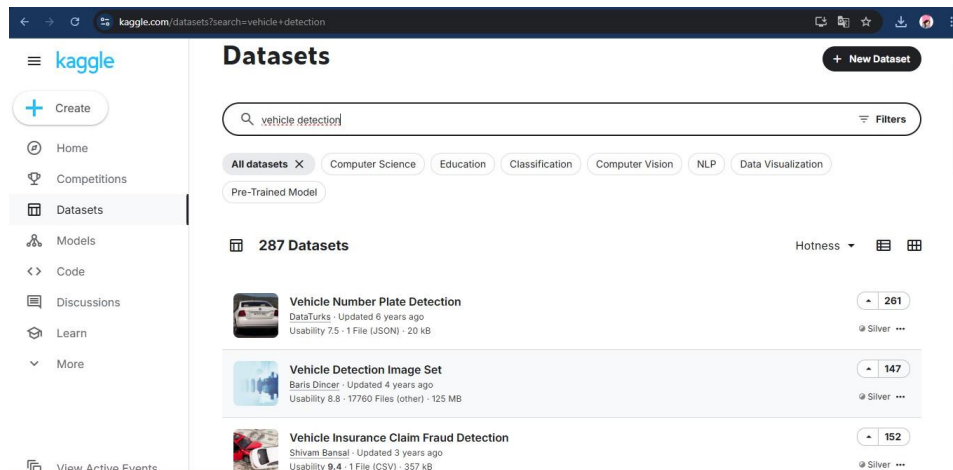 kaggle.com/datasets?search=vehicle+detection
kaggle
Datasets
+ New Dataset
Create
vehicle detection
Filters
Home
All datasets X
Computer Science
Education
Classification
Computer Vision
NLP
Data Visualization
Competitions
Pre-Trained Model
Datasets
Models
287 Datasets
Hotness
Code
Discussions
Vehicle Number Plate Detection
261
DataTurks · Updated 6 years ago
Usability 7.5 · 1 File (JSON) · 20 kB
Silver
Learn
More
Vehicle Detection Image Set
147
Baris Dincer · Updated 4 years ago
Usability 8.8 · 17760 Files (other) · 125 MB
Silver
Vehicle Insurance Claim Fraud Detection
152
Shivam Bansal · Updated 3 years ago
Usability 9.4 · 1 File (CSV) · 357 kB
Silver
View Active Events